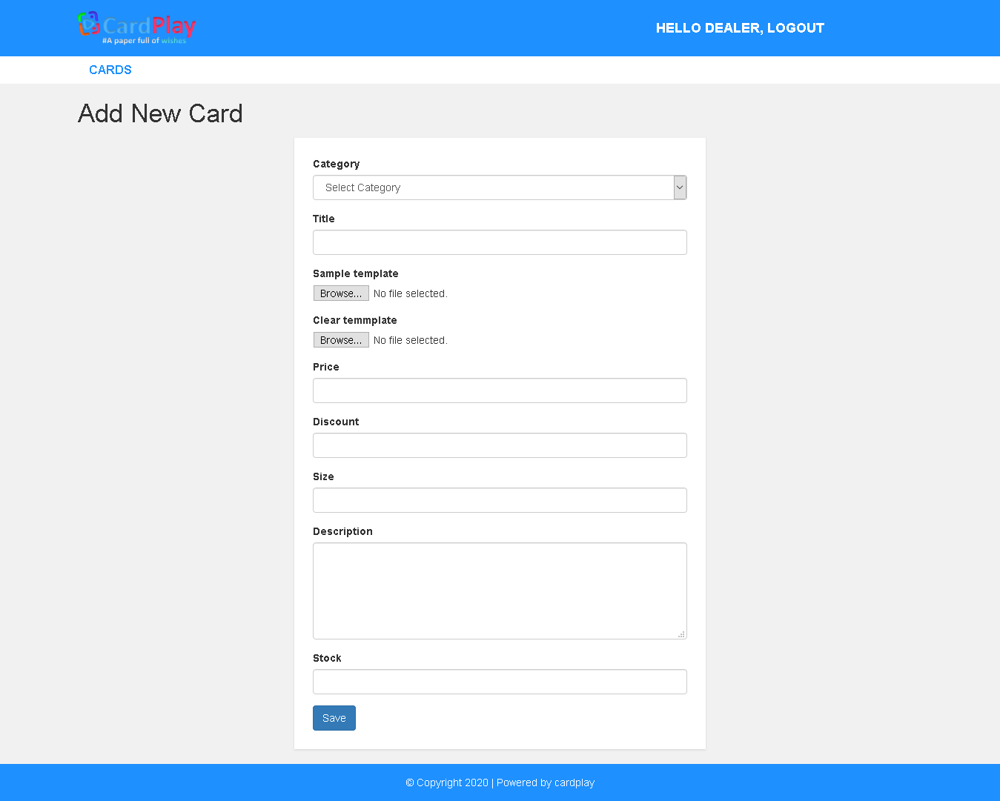 CardPlay
#A paper full of wishes
HELLO DEALER, LOGOUT
CARDS
Add New Card
Category
Select Category
Title
Sample template
Browse... No file selected.
Clear temmplate
Browse... No file selected.
Price
Discount
Size
Description
Stock
Save
© Copyright 2020 | Powered by cardplay